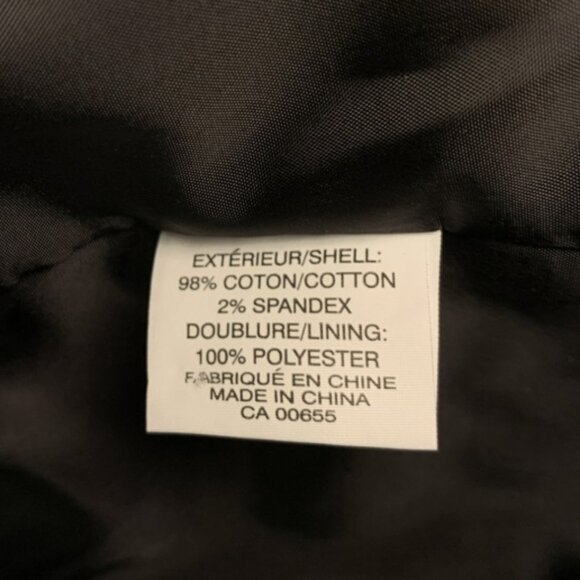 EXTÉRIEUR/SHELL:
98% COTON/COTTON
2% SPANDEX
DOUBLURE/LINING:
100% POLYESTER
FABRIQUÉ EN CHINE
MADE IN CHINA
CA 00655